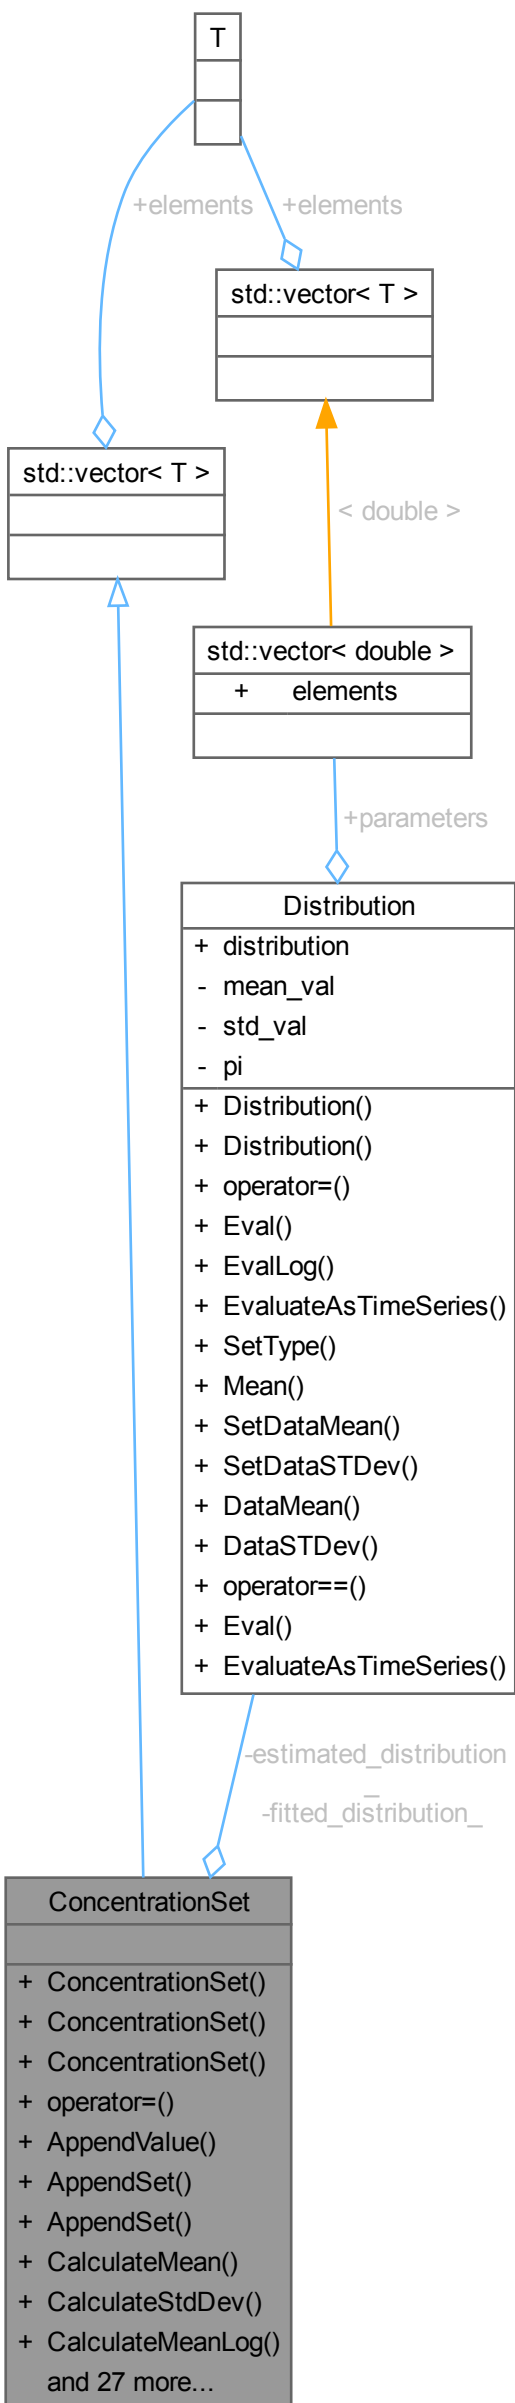 T
+elements
+elements
std::vector< T >
std::vector< T >
< double >
std::vector< double >
+ elements
+parameters
Distribution
+ distribution
- mean_val
- std_val
- pi
+ Distribution()
+ Distribution()
+ operator=()
+ Eval()
+ EvalLog()
+ EvaluateAsTimeSeries()
+ SetType()
+ Mean()
+ SetDataMean()
+ SetDataSTDev()
+ DataMean()
+ DataSTDev()
+ operator==()
+ Eval()
+ EvaluateAsTimeSeries()
-estimated_distribution
_
-fitted_distribution_
ConcentrationSet
+ ConcentrationSet()
+ ConcentrationSet()
+ ConcentrationSet()
+ operator=()
+ AppendValue()
+ AppendSet()
+ AppendSet()
+ CalculateMean()
+ CalculateStdDev()
+ CalculateMeanLog()
and 27 more...